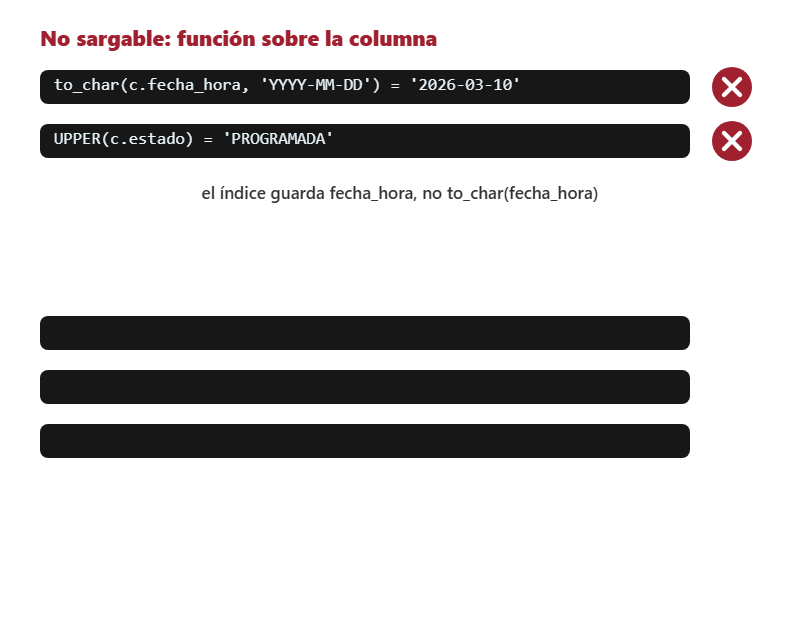 No sargable: función sobre la columna
to_char(c.fecha_hora, 'YYYY-MM-DD') = '2026-03-10'
UPPER(c.estado) = 'PROGRAMADA'
el índice guarda fecha_hora, no to_char(fecha_hora)